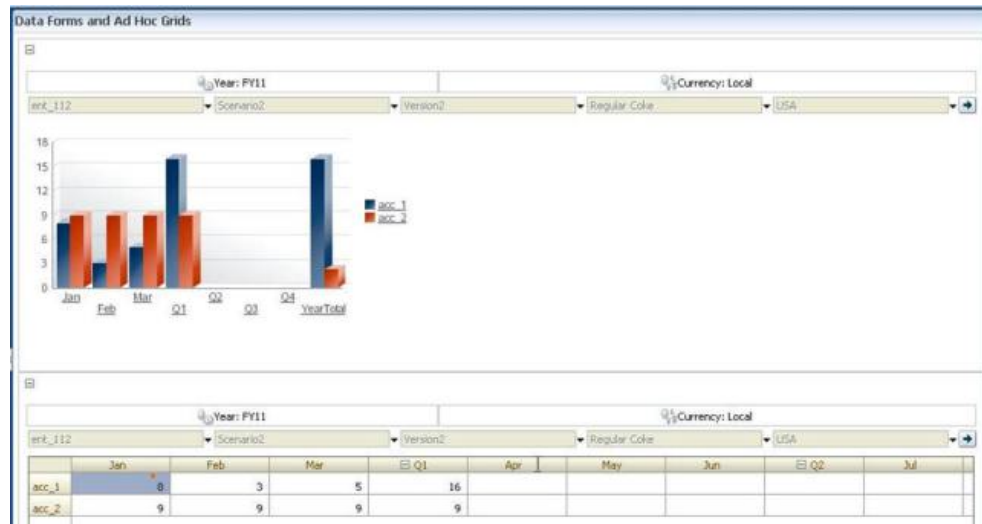 Data Forms and Ad Hoc Grids
Year: FY11 Currency: Local
ent_112 Scenario2 Version2 Regular Coke USA
18
15
12
9
6
3
0
acc_1
acc_2
Jan Feb Mar Q1 Q2 Q3 Q4 YearTotal
Year: FY11 Currency: Local
ent_112 Scenario2 Version2 Regular Coke USA
Jan Feb Mar Q1 Apr May Jun Q2 Jul
acc_1 8 3 5 16
acc_2 9 9 9 9